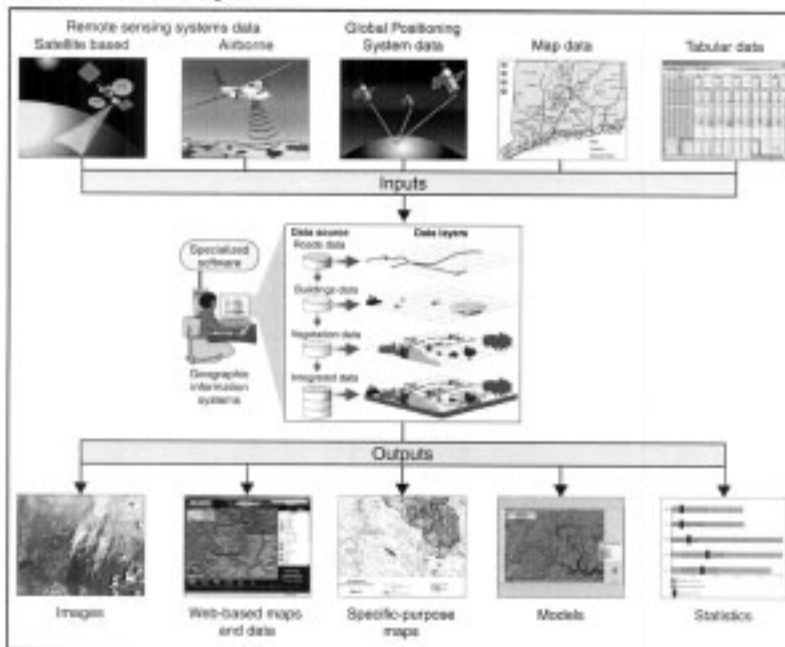 Remote sensing systems data
Satellite based
Airborne
Global Positioning
System data
Map data
Tabular data
Inputs
Specialized
software
Geographic
information
systems
Data source
Data layers
Roads data
Buildings data
Vegetation data
Integrated data
Outputs
Images
Web-based maps
and data
Specific-purpose
maps
Models
Statistics